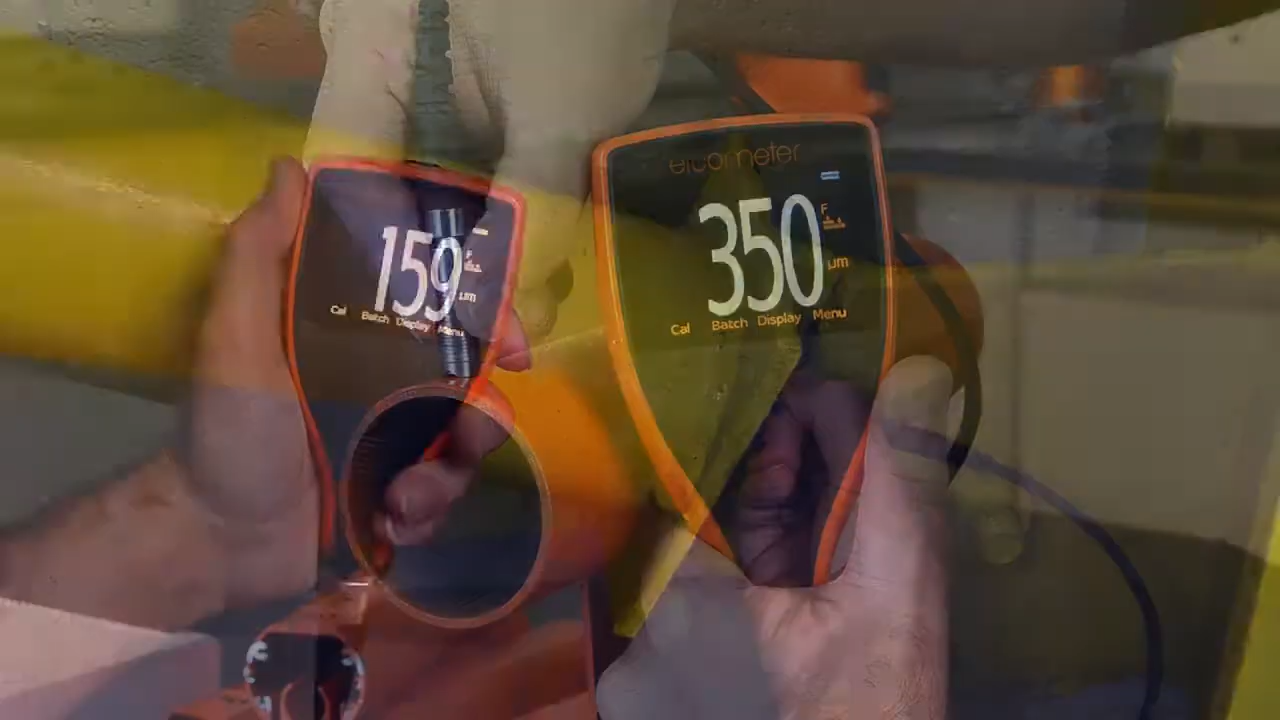 elcometer
159
F
µm
Cal Batch Display Menu
350
F
µm
Cal Batch Display Menu